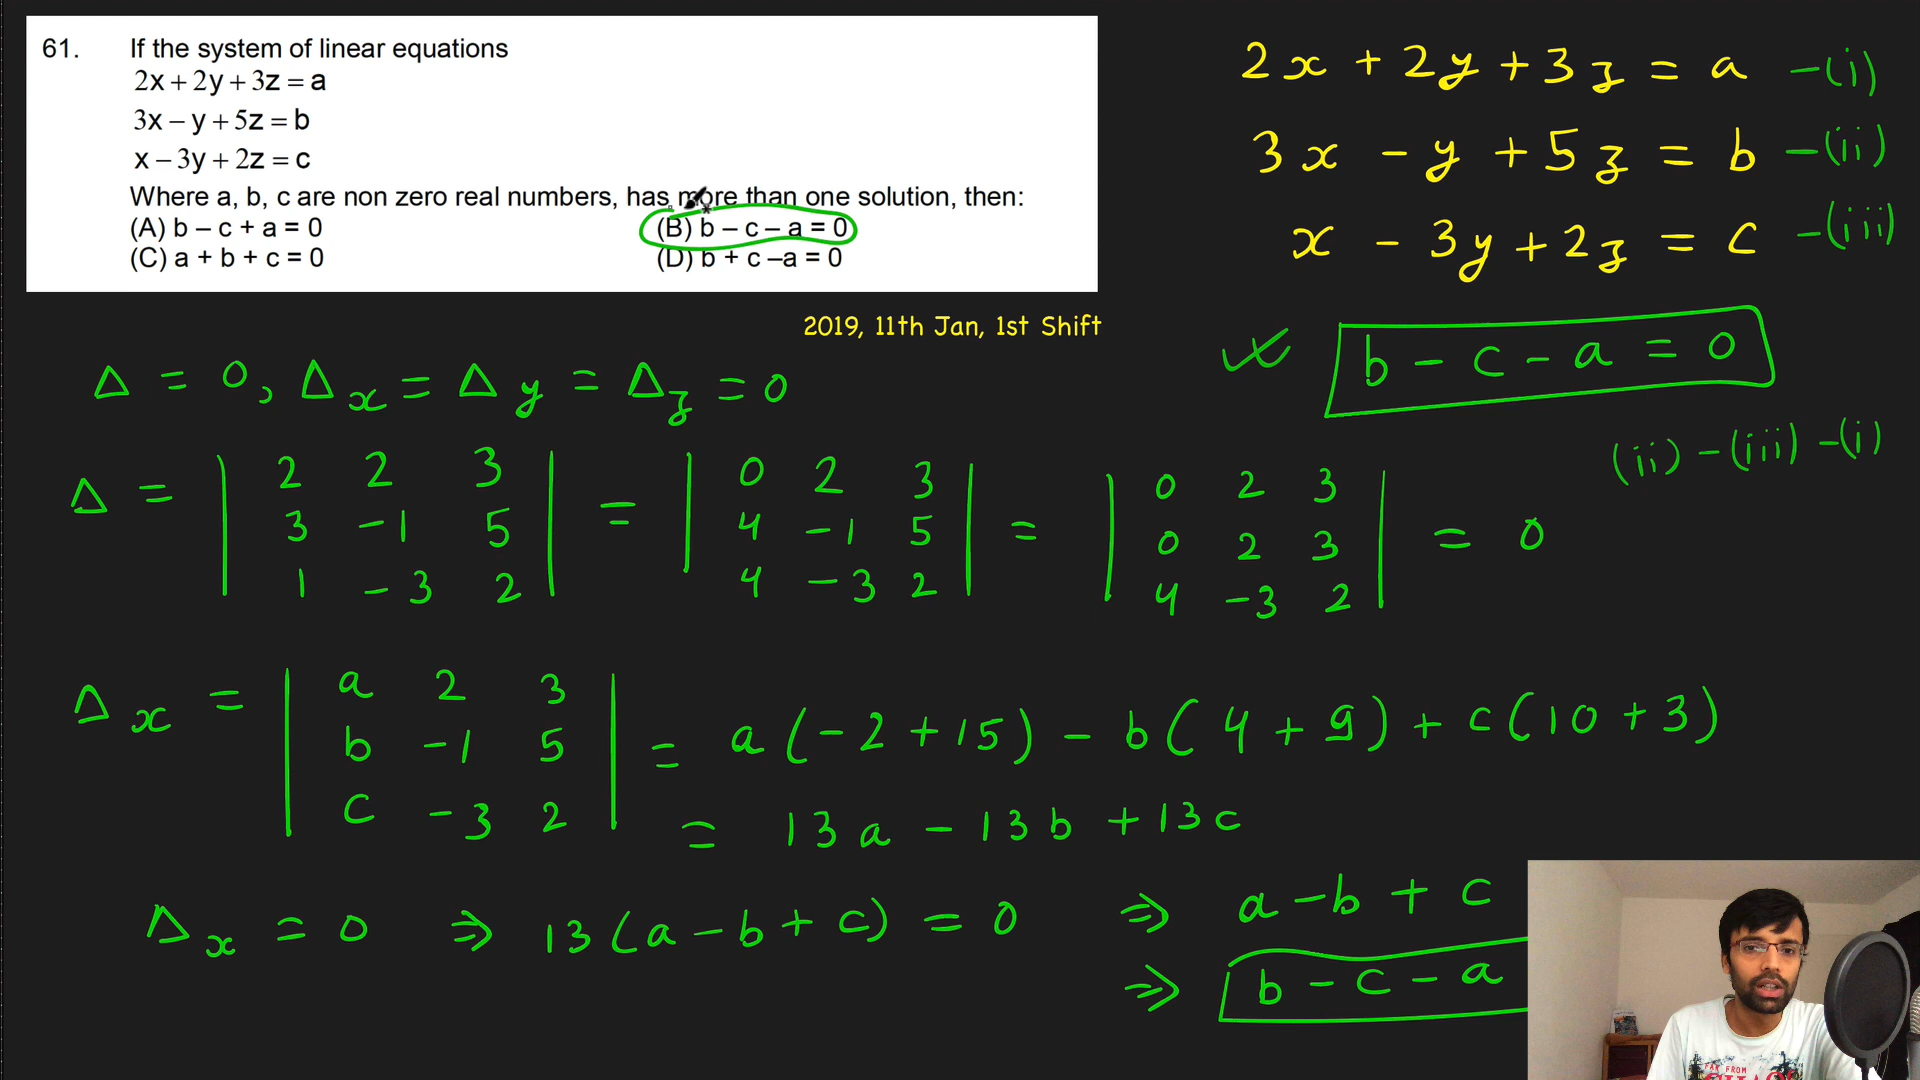 61. If the system of linear equations
2x + 2y + 3z = a
3x – y + 5z = b
x – 3y + 2z = c
Where a, b, c are non zero real numbers, has more than one solution, then:
(A) b – c + a = 0 (B) b – c – a = 0
(C) a + b + c = 0 (D) b + c –a = 0
2019, 11th Jan, 1st Shift
2x + 2y + 3z = a –(i)
3x – y + 5z = b –(ii)
x – 3y + 2z = c –(iii)
b – c – a = 0
(ii) – (iii) – (i)
Δ = 0, Δx = Δy = Δz = 0
Δ = | 2 2 3 | = | 0 2 3 | = | 0 2 3 | = 0
| 3 –1 5 | | 4 –1 5 | | 0 2 3 |
| 1 –3 2 | | 4 –3 2 | | 4 –3 2 |
Δx = | a 2 3 | = a(–2 + 15) – b(4 + 9) + c(10 + 3)
| b –1 5 |
| c –3 2 | = 13a – 13b + 13c
Δx = 0 ⇒ 13(a – b + c) = 0 ⇒ a – b + c
⇒ b – c – a
FAR FROM